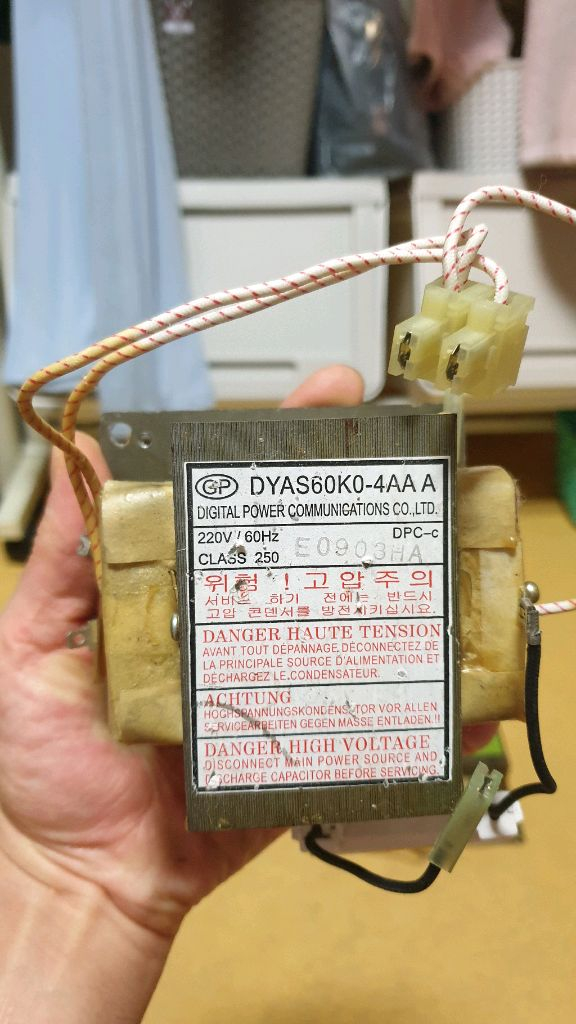 GP DYAS60K0-4AA A
DIGITAL POWER COMMUNICATIONS CO.,LTD.
220V / 60Hz DPC-c
CLASS 250 E0903HA
위험 ! 고압주의
서비스 하기 전에는 반드시
고압 콘덴서를 방전시키십시요.
DANGER HAUTE TENSION
AVANT TOUT DÉPANNAGE, DÉCONNECTEZ DE
LA PRINCIPALE SOURCE D'ALIMENTATION ET
DÉCHARGEZ LE CONDENSATEUR.
ACHTUNG
HOCHSPANNUNGSKONDENSATOR VOR ALLEN
SERVICEARBEITEN GEGEN MASSE ENTLADEN.!!
DANGER HIGH VOLTAGE
DISCONNECT MAIN POWER SOURCE AND
DISCHARGE CAPACITOR BEFORE SERVICING.